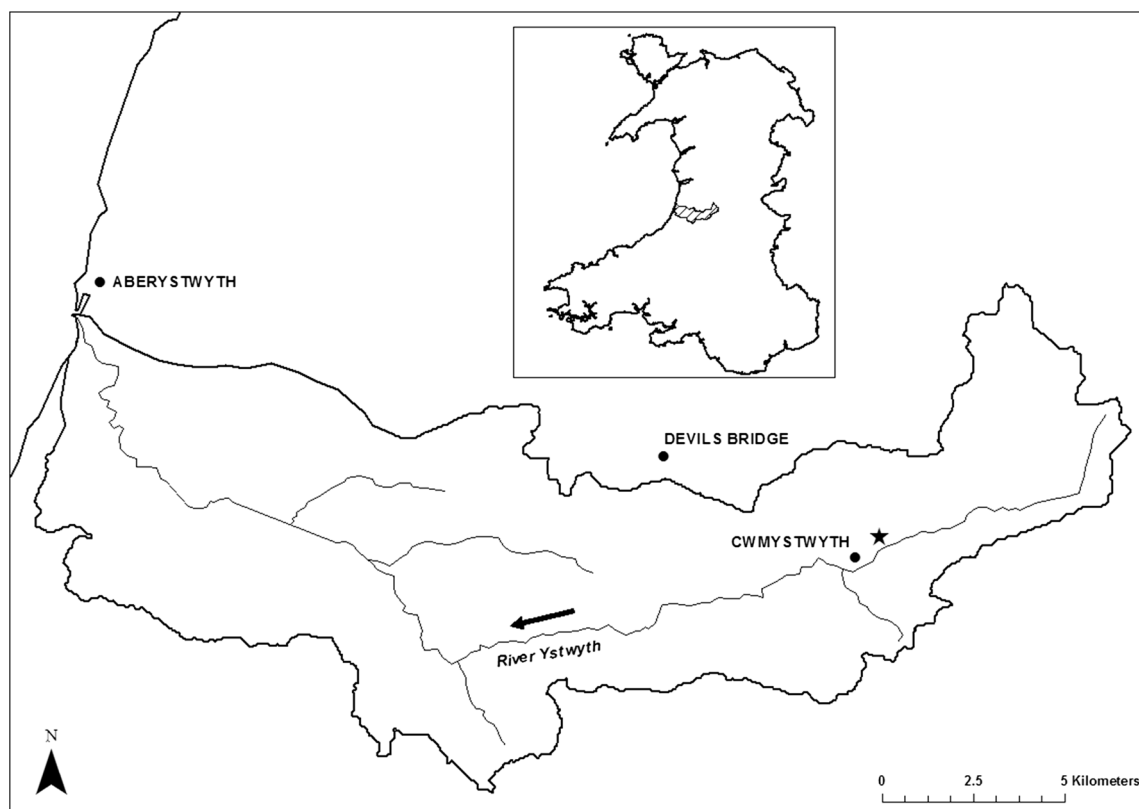 ABERYSTWYTH
DEVILS BRIDGE
CWMYSTWYTH
River Ystwyth
N
0 2.5 5 Kilometers